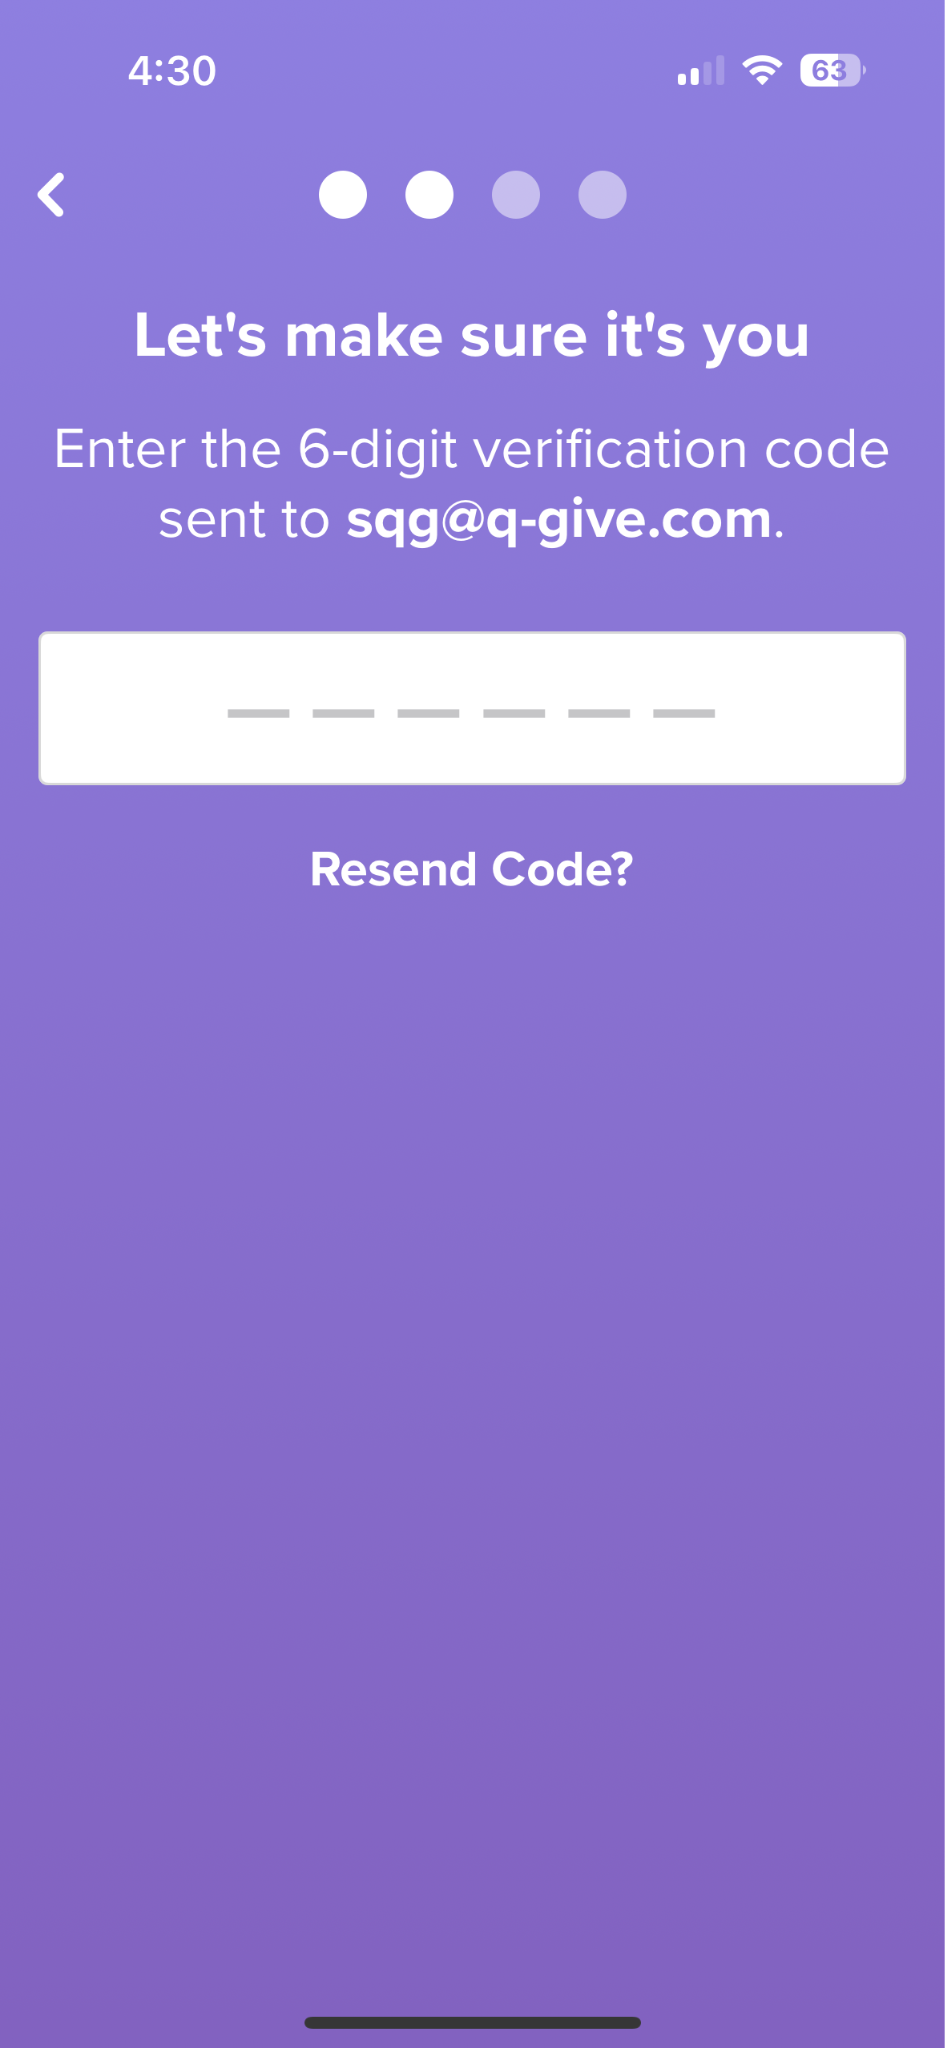 4:30
63
Let's make sure it's you
Enter the 6-digit verification code
sent to sqg@q-give.com.
Resend Code?